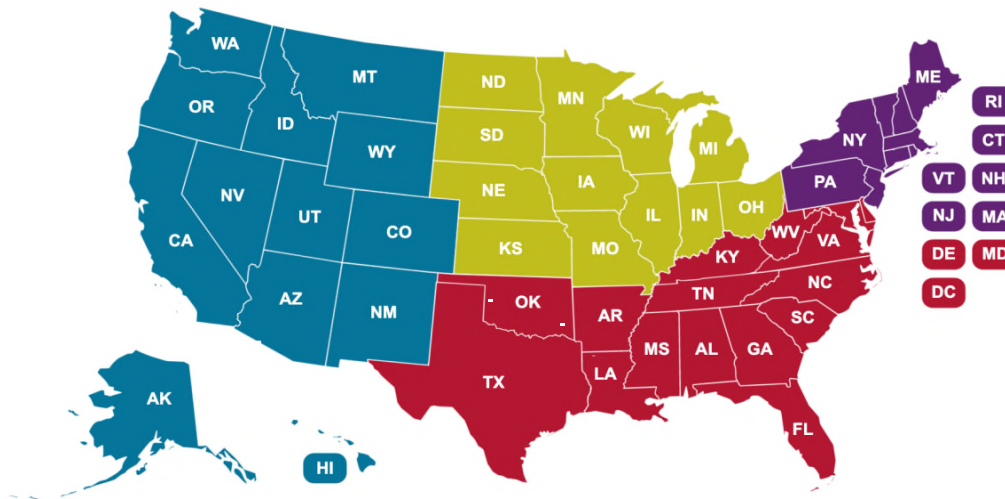 WA
MT
ND
MN
ME
OR
ID
SD
WI
MI
NY
RI
WY
CT
NV
NE
IA
PA
VT
NH
UT
CO
IL
IN
OH
NJ
MA
CA
KS
MO
WV
VA
KY
DE
MD
AZ
NM
OK
AR
TN
NC
DC
SC
MS
AL
GA
TX
LA
AK
FL
HI